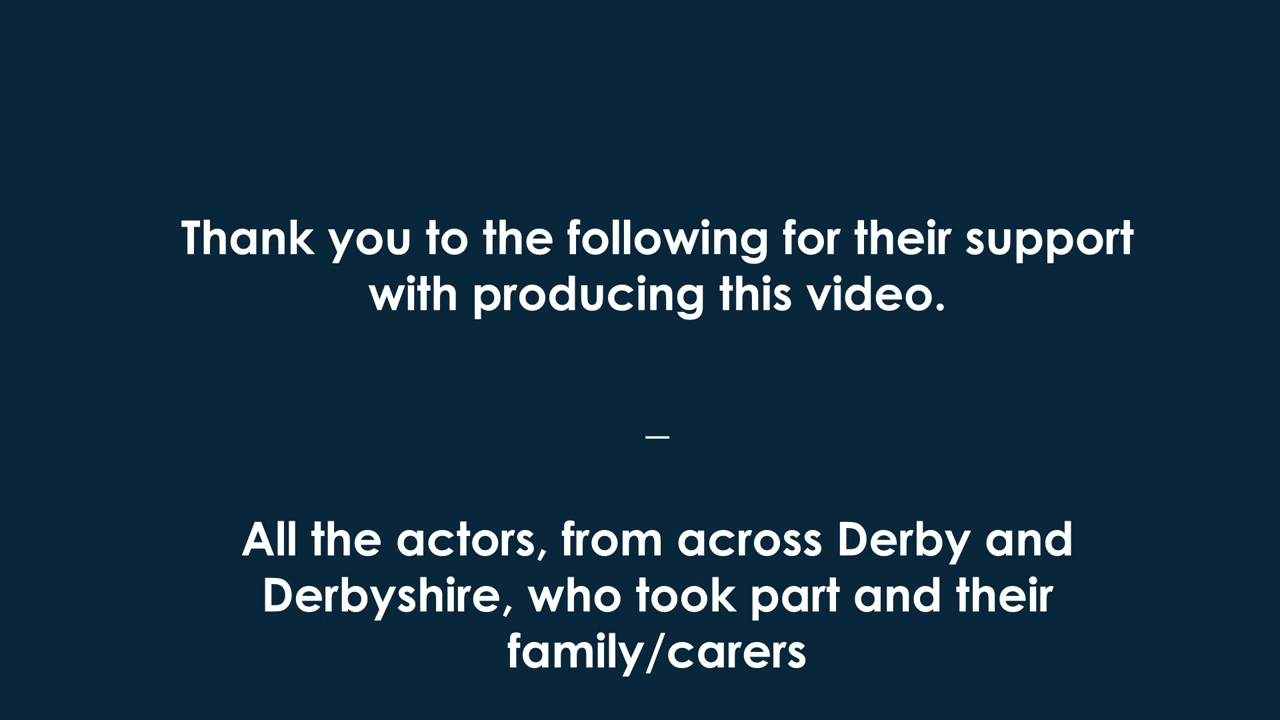 Thank you to the following for their support
with producing this video.
_
All the actors, from across Derby and
Derbyshire, who took part and their
family/carers